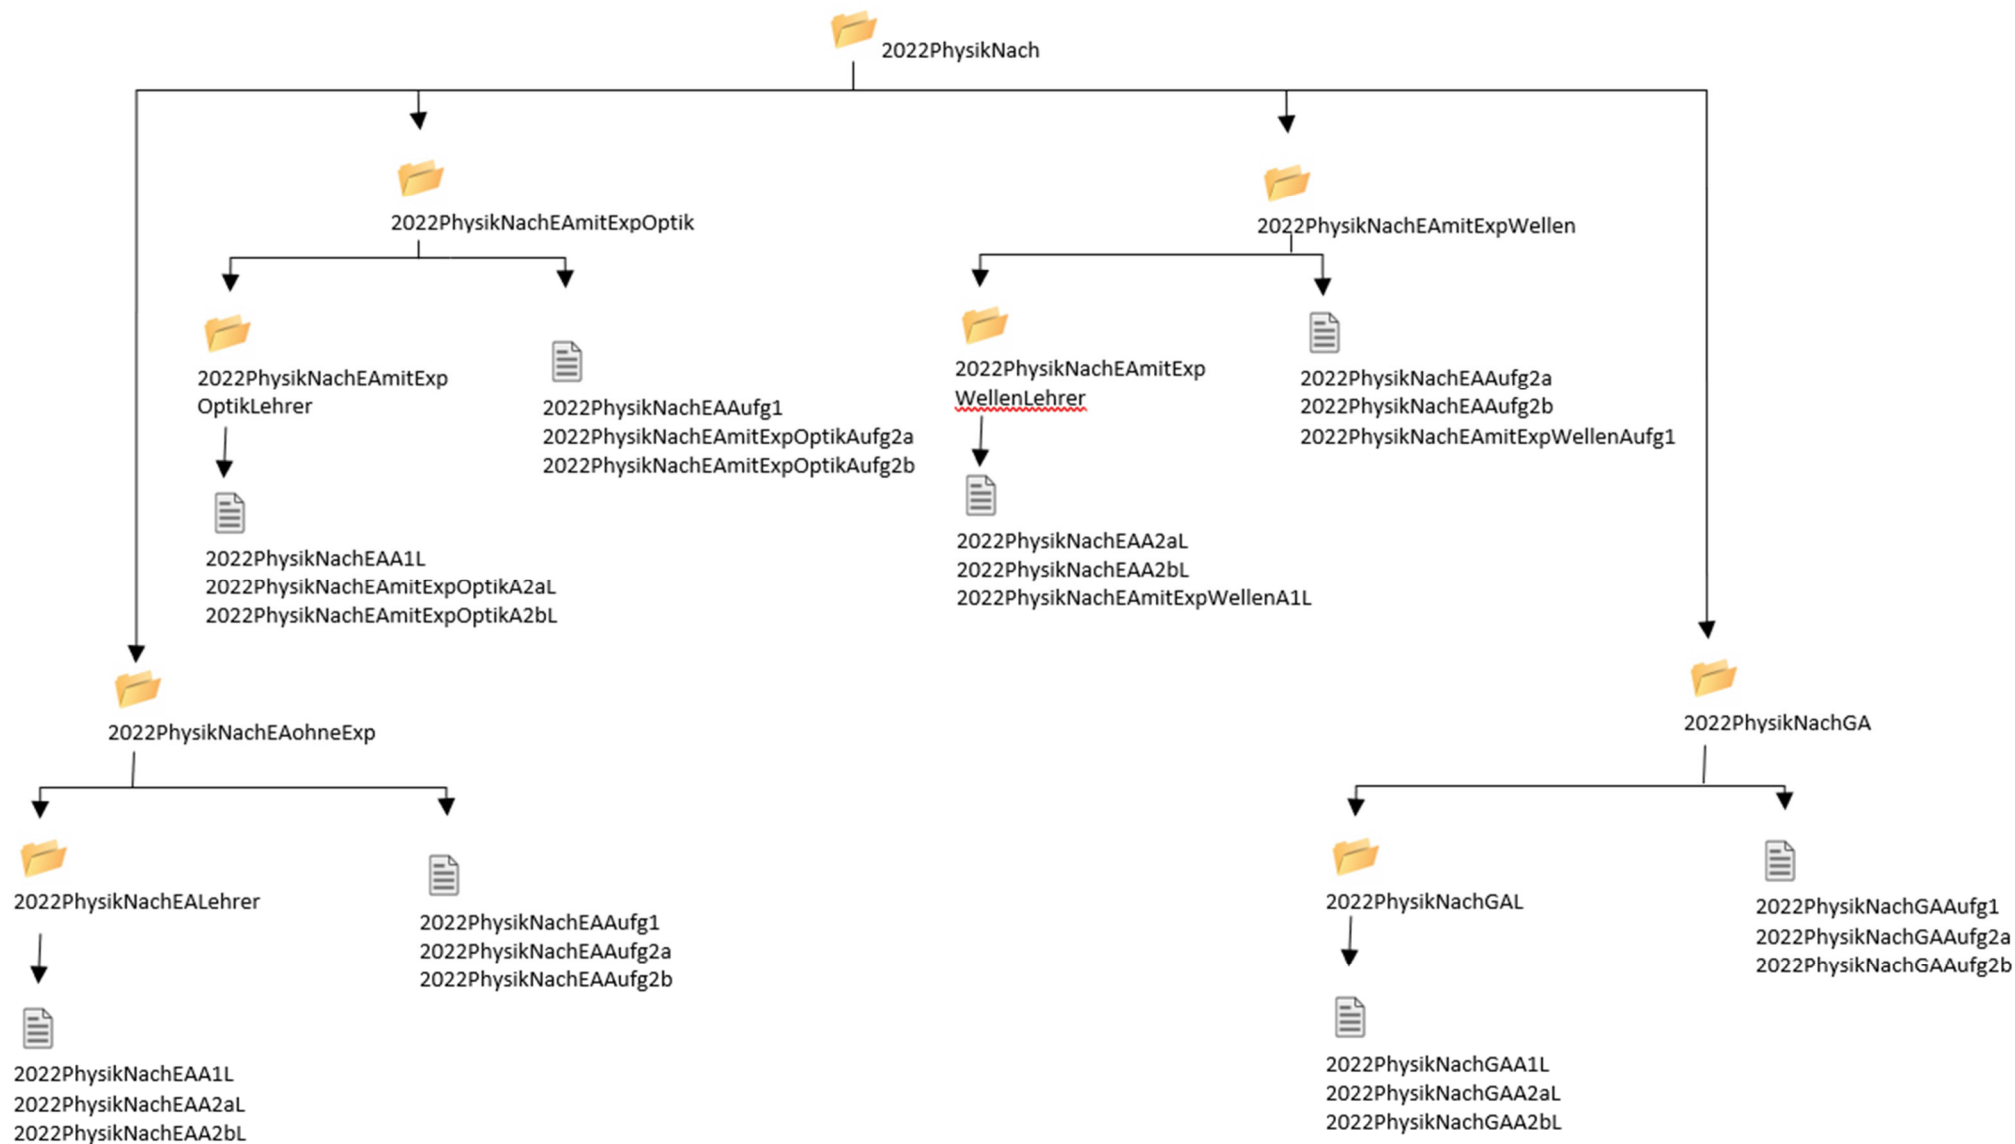 2022PhysikNach
2022PhysikNachEAmitExpOptik
2022PhysikNachEAmitExpWellen
2022PhysikNachEAmitExp
OptikLehrer
2022PhysikNachEAAufg1
2022PhysikNachEAmitExpOptikAufg2a
2022PhysikNachEAmitExpOptikAufg2b
2022PhysikNachEAmitExp
WellenLehrer
2022PhysikNachEAAufg2a
2022PhysikNachEAAufg2b
2022PhysikNachEAmitExpWellenAufg1
2022PhysikNachEAA1L
2022PhysikNachEAmitExpOptikA2aL
2022PhysikNachEAmitExpOptikA2bL
2022PhysikNachEAA2aL
2022PhysikNachEAA2bL
2022PhysikNachEAmitExpWellenA1L
2022PhysikNachEAohneExp
2022PhysikNachGA
2022PhysikNachEALehrer
2022PhysikNachEAAufg1
2022PhysikNachEAAufg2a
2022PhysikNachEAAufg2b
2022PhysikNachGAL
2022PhysikNachGAAufg1
2022PhysikNachGAAufg2a
2022PhysikNachGAAufg2b
2022PhysikNachEAA1L
2022PhysikNachEAA2aL
2022PhysikNachEAA2bL
2022PhysikNachGAA1L
2022PhysikNachGAA2aL
2022PhysikNachGAA2bL